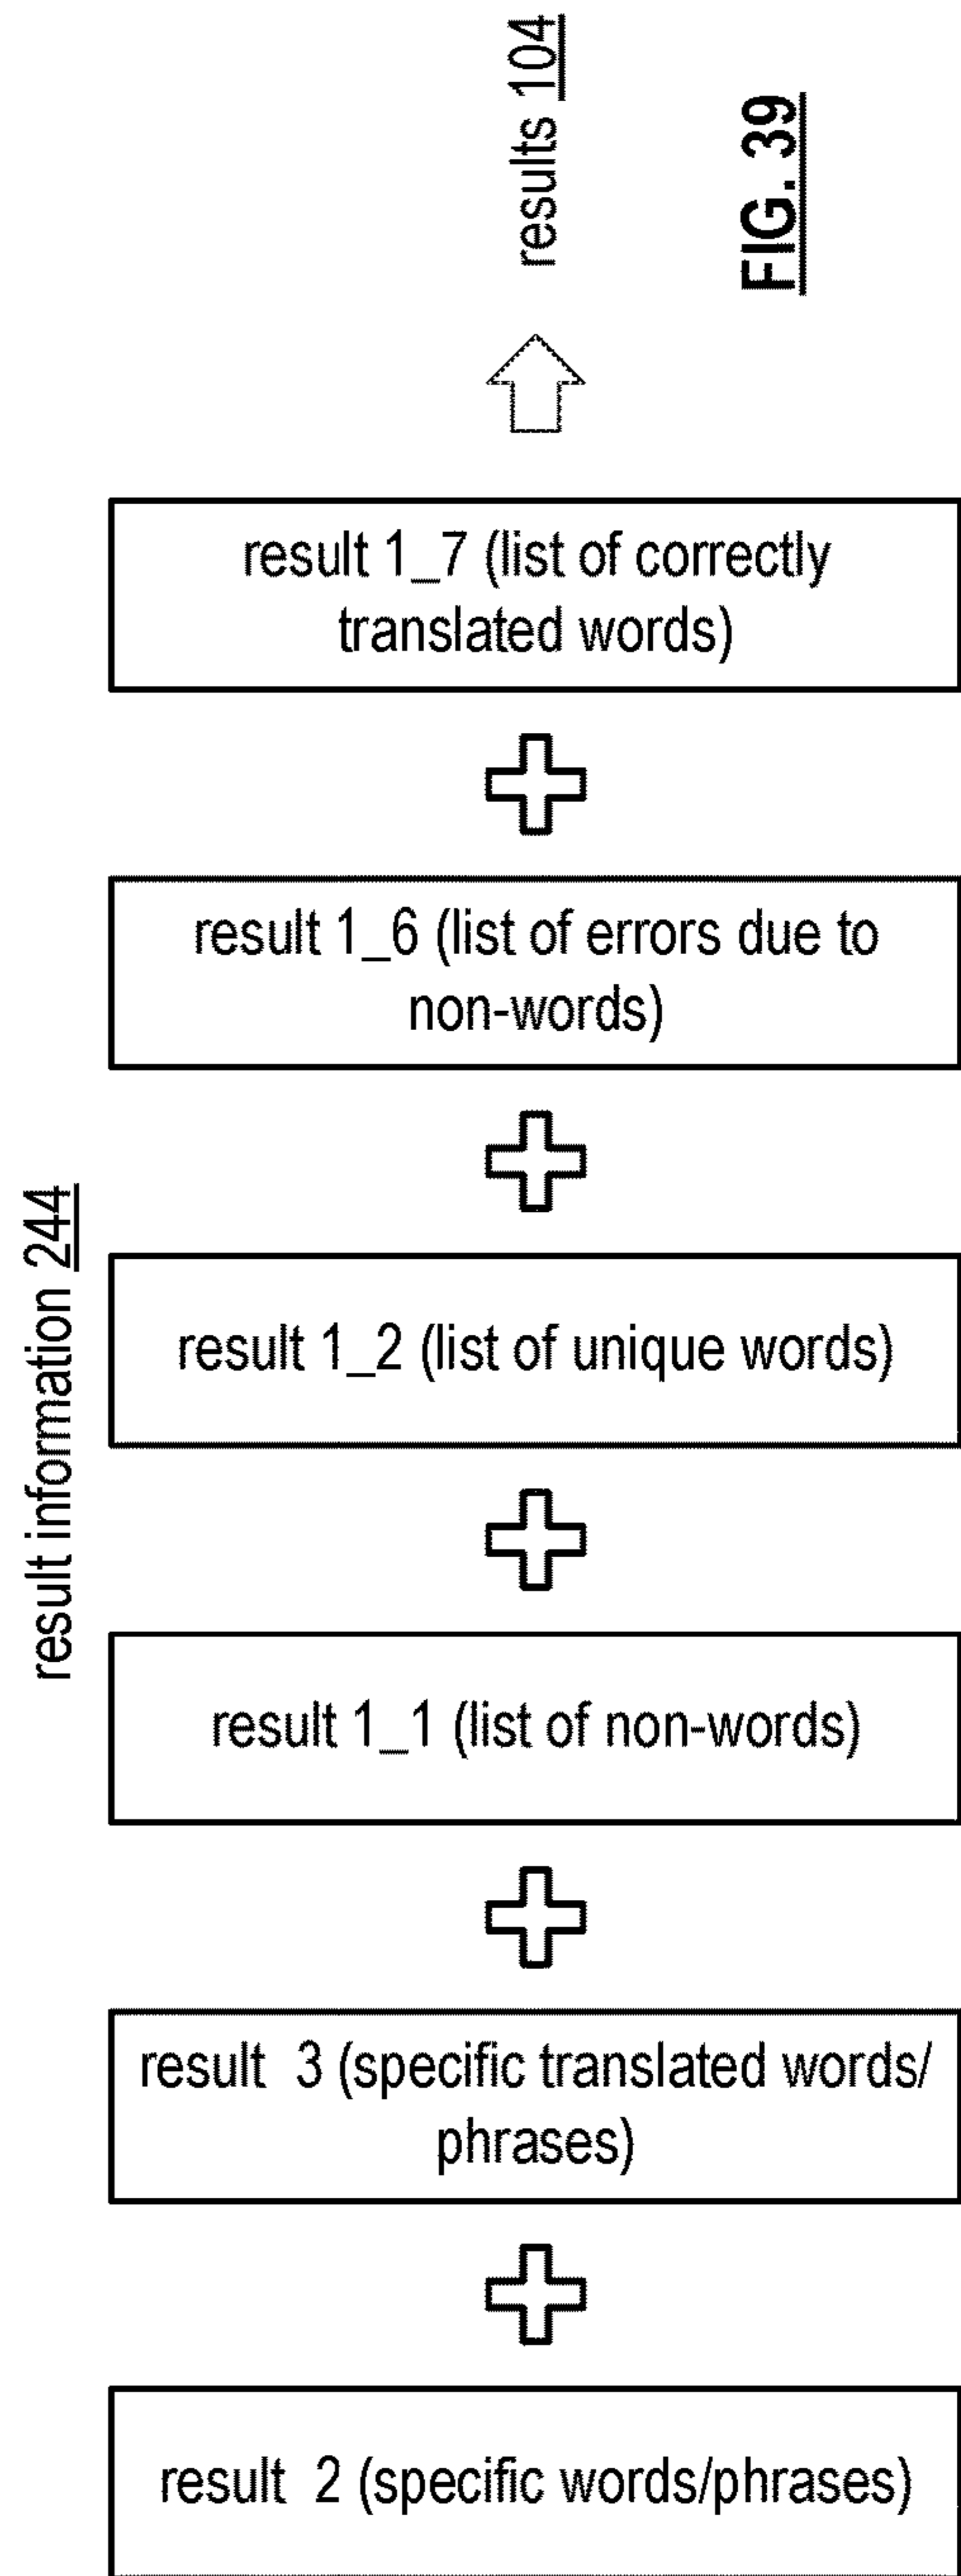 results 104
FIG. 39
result 1_7 (list of correctly
translated words)
result 1_6 (list of errors due to
non-words)
result information 244
result 1_2 (list of unique words)
result 1_1 (list of non-words)
result 3 (specific translated words/
phrases)
result 2 (specific words/phrases)